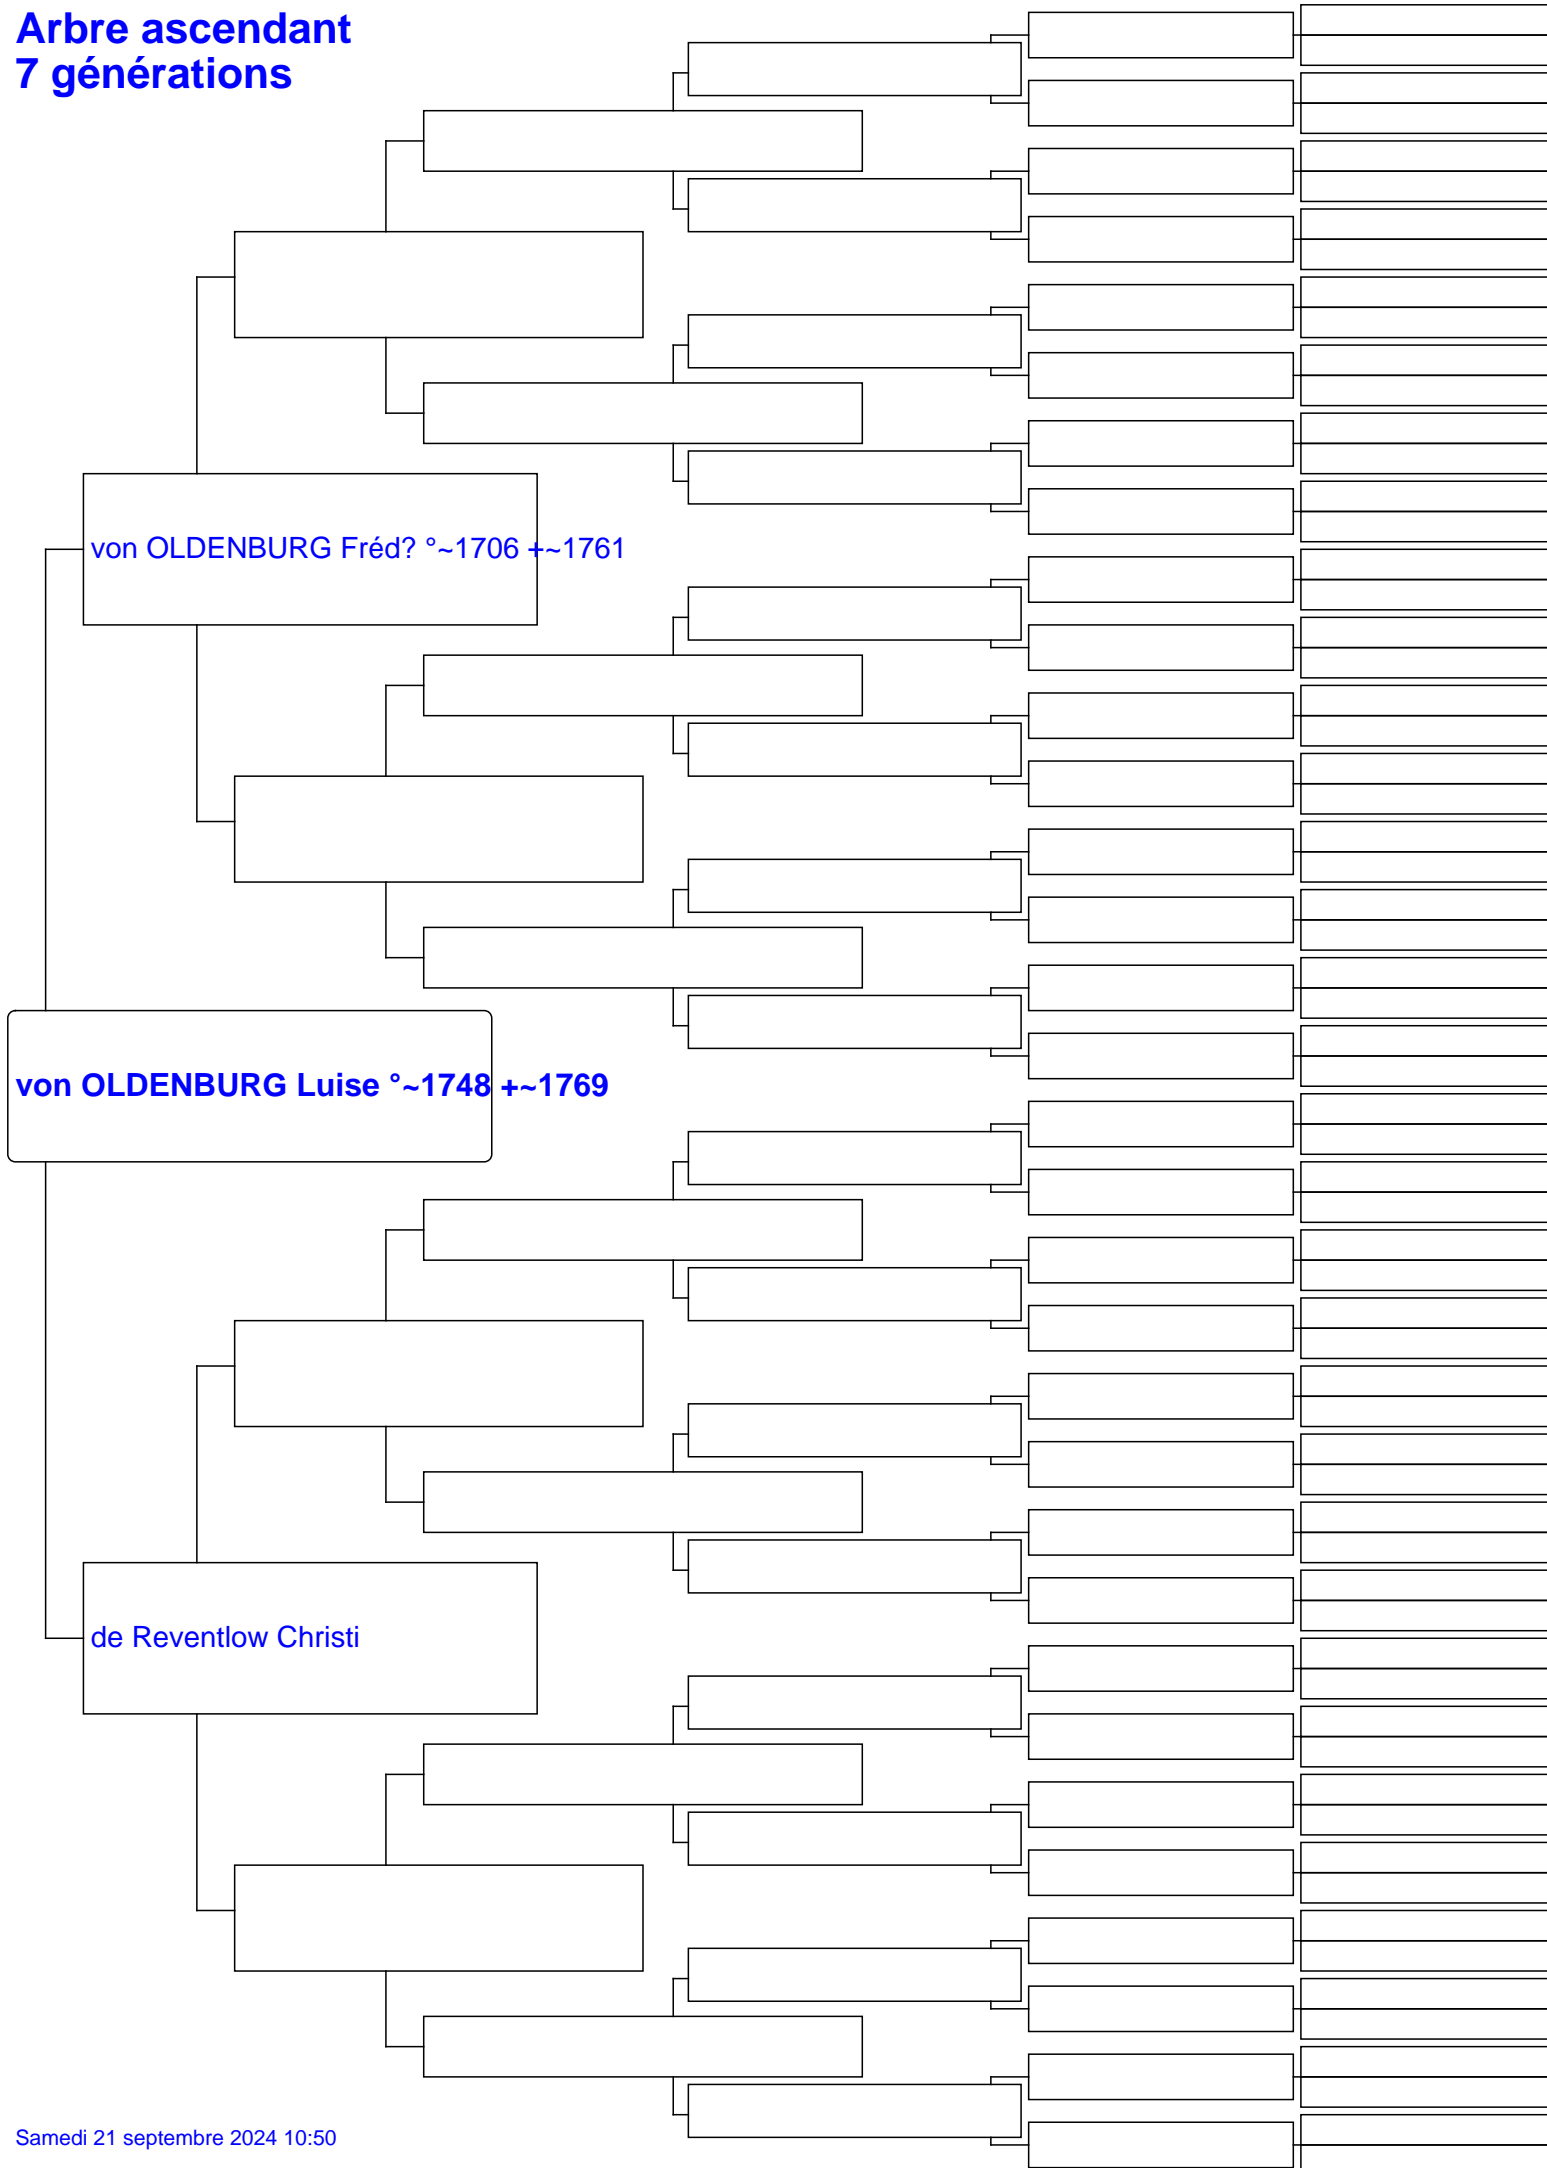 Arbre ascendant
7 générations
von OLDENBURG Fréd? °~1706 +~1761
von OLDENBURG Luise °~1748 +~1769
de Reventlow Christi
Samedi 21 septembre 2024 10:50